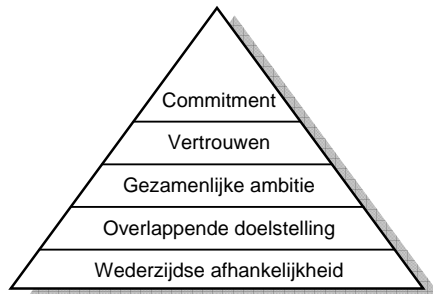 Commitment
Vertrouwen
Gezamenlijke ambitie
Overlappende doelstelling
Wederzijdse afhankelijkheid